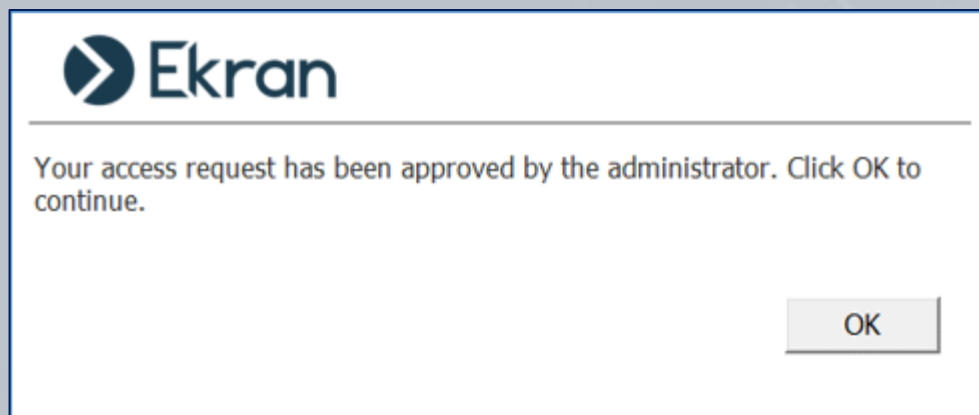 Ekran
Your access request has been approved by the administrator. Click OK to
continue.
OK